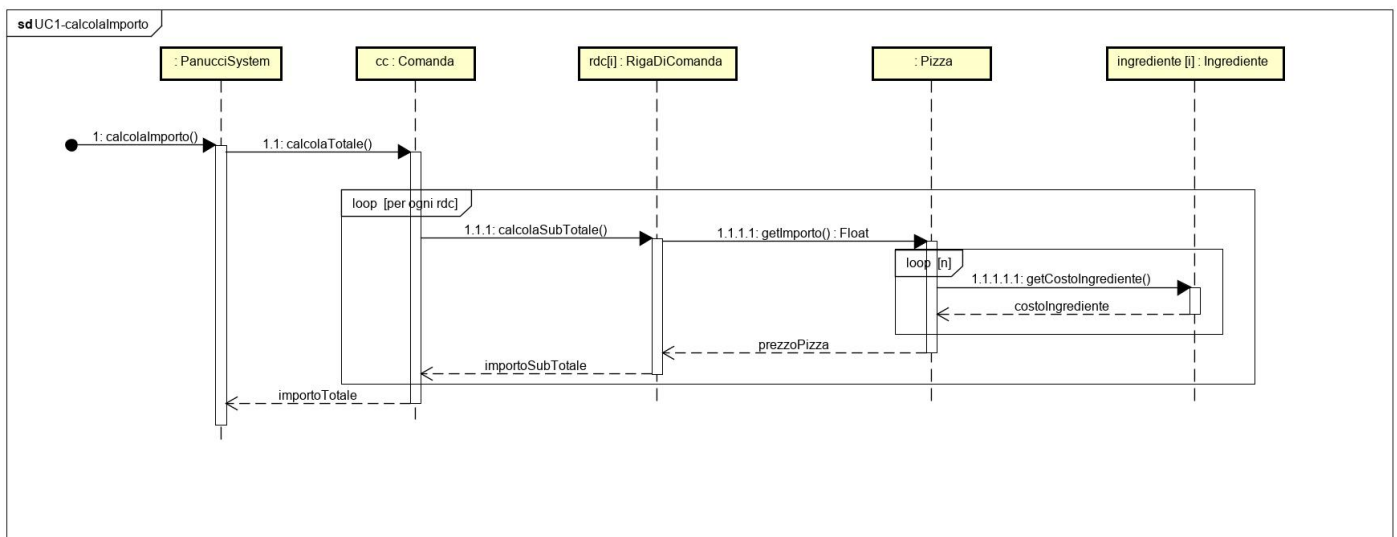 sd UC1-calcolaImporto
: PanucciSystem
cc : Comanda
rdc[i] : RigaDiComanda
: Pizza
ingrediente [i] : Ingrediente
1: calcolaImporto()
1.1: calcolaTotale()
loop [per ogni rdc]
1.1.1: calcolaSubTotale()
1.1.1.1: getImporto() : Float
loop [n]
1.1.1.1.1: getCostoIngrediente()
costoIngrediente
prezzoPizza
importoSubTotale
importoTotale